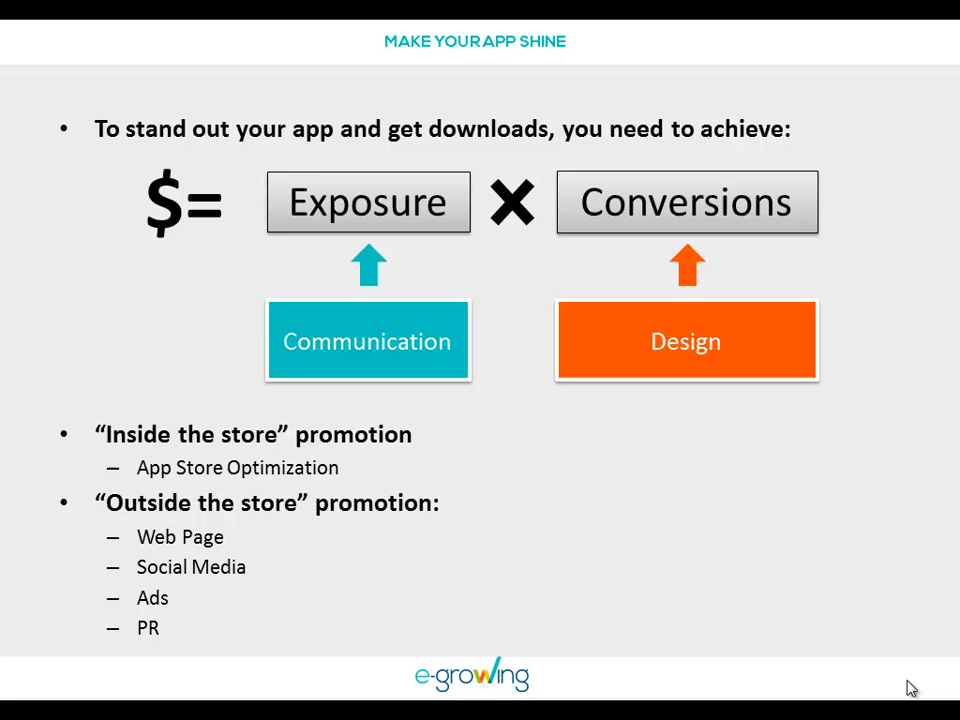 MAKE YOUR APP SHINE
• To stand out your app and get downloads, you need to achieve:
$= Exposure × Conversions
Communication Design
• “Inside the store” promotion
– App Store Optimization
• “Outside the store” promotion:
– Web Page
– Social Media
– Ads
– PR
e-growing